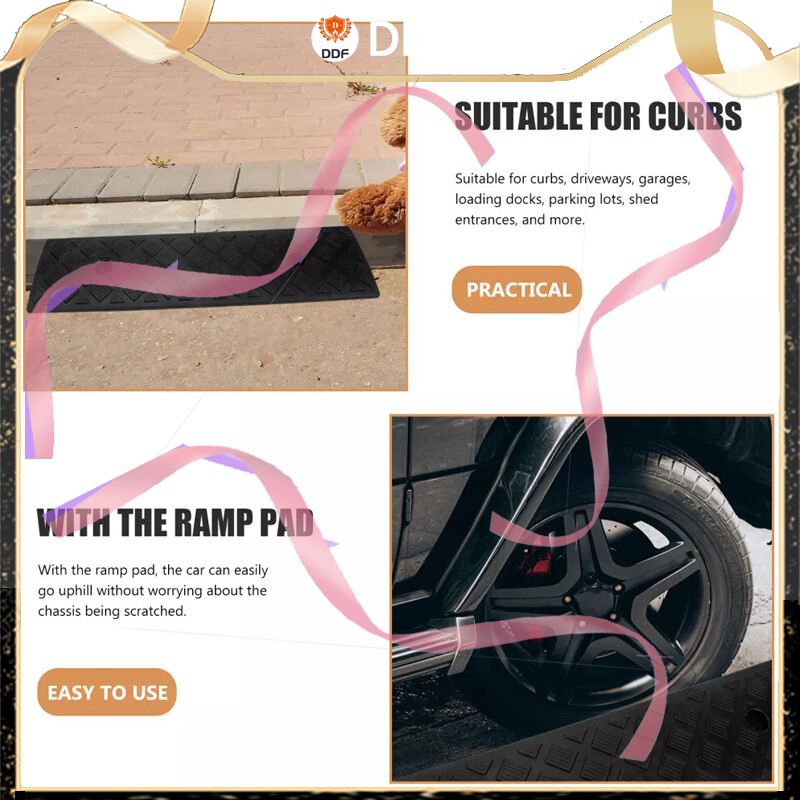 DDF
SUITABLE FOR CURBS
Suitable for curbs, driveways, garages,
loading docks, parking lots, shed
entrances, and more.
PRACTICAL
WITH THE RAMP PAD
With the ramp pad, the car can easily
go uphill without worrying about the
chassis being scratched.
EASY TO USE